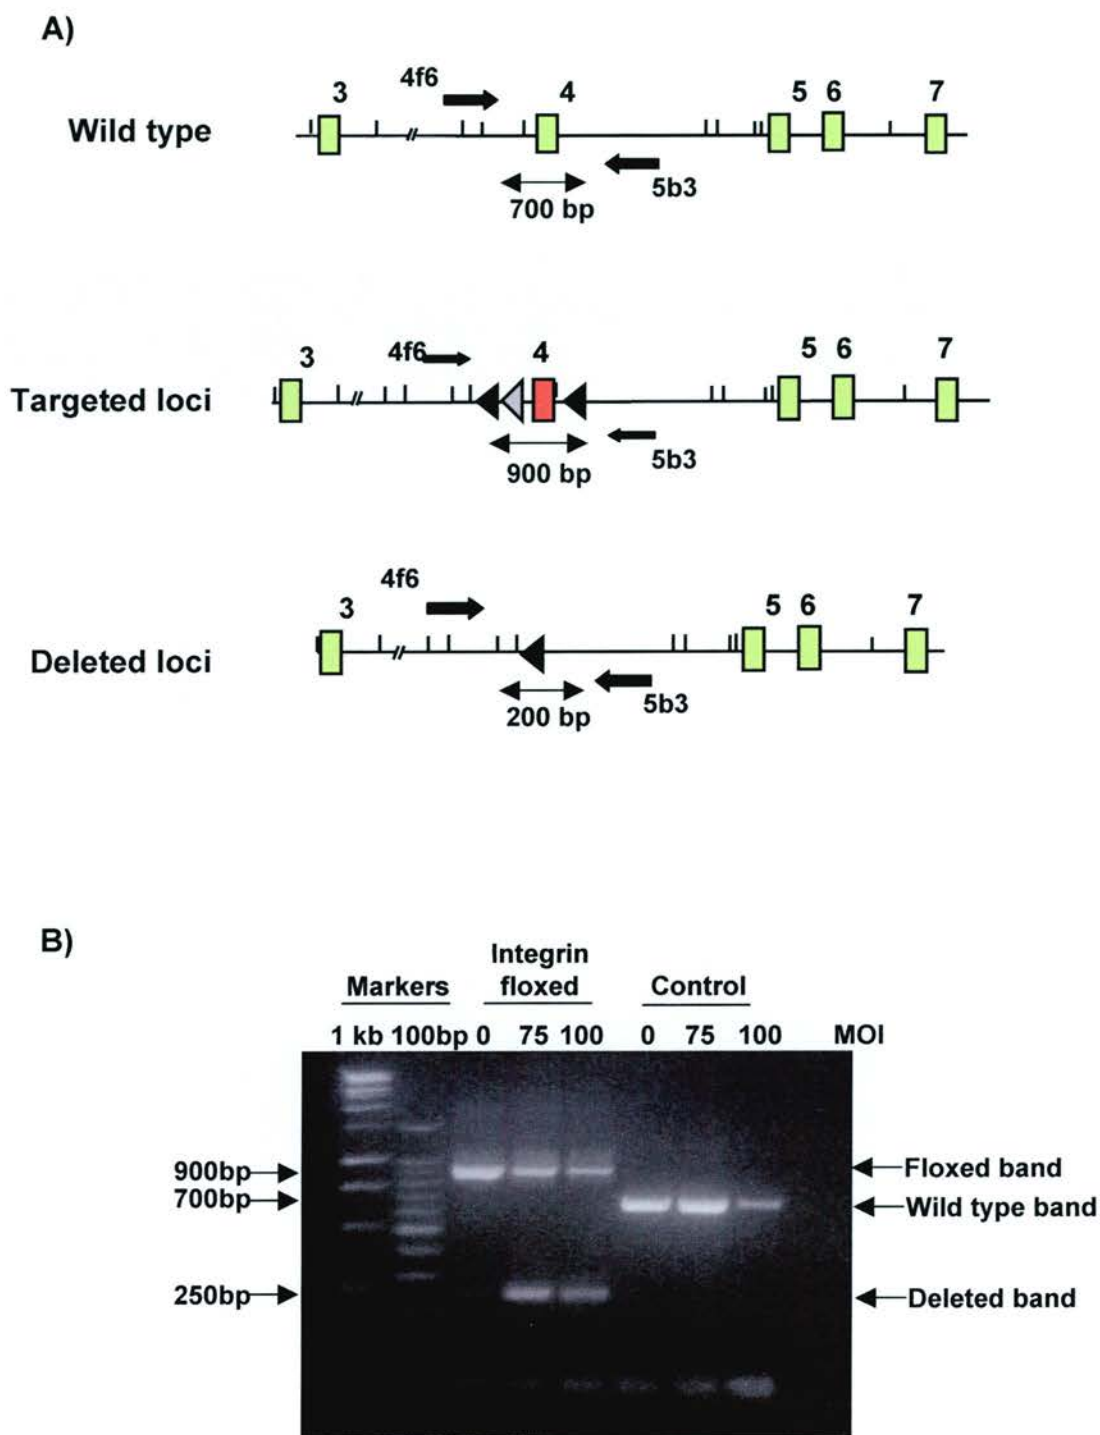 A)
Wild type
3
4f6
4
5
6
7
5b3
700 bp
Targeted loci
3
4f6
4
5
6
7
5b3
900 bp
Deleted loci
3
4f6
5
6
7
5b3
200 bp
B)
Markers
Integrin
floxed
Control
1 kb 100bp 0 75 100 0 75 100 MOI
900bp
700bp
250bp
Floxed band
Wild type band
Deleted band